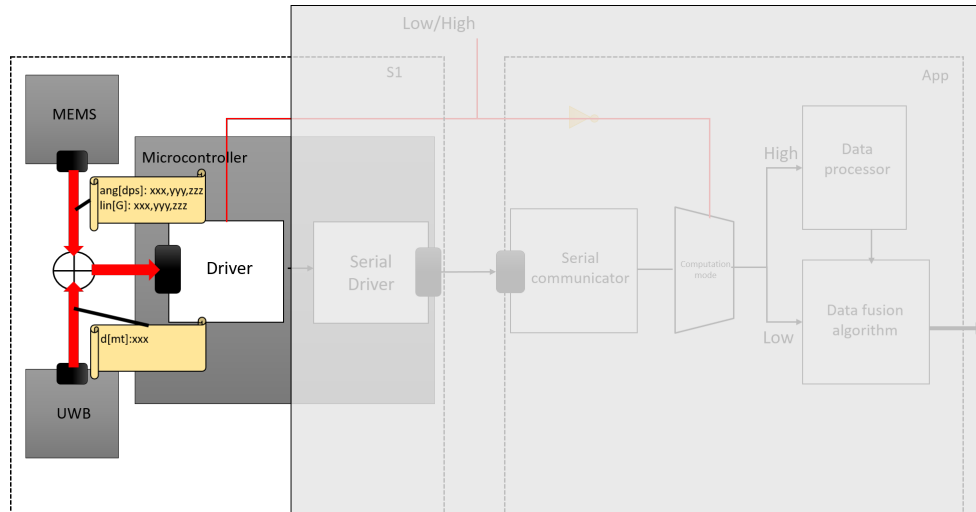 Low/High
S1
App
MEMS
Microcontroller
ang[dps]: xxx,yyy,zzz
lin[G]: xxx,yyy,zzz
High
Data
processor
Driver
Serial
Driver
Serial
communicator
Computation
mode
Data fusion
algorithm
Low
d[mt]:xxx
UWB